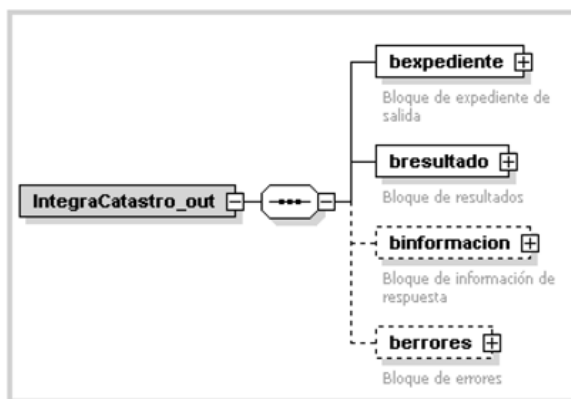 bexpediente
Bloque de expediente de
salida
bresultado
Bloque de resultados
IntegraCatastro_out
binformacion
Bloque de información de
respuesta
berrores
Bloque de errores